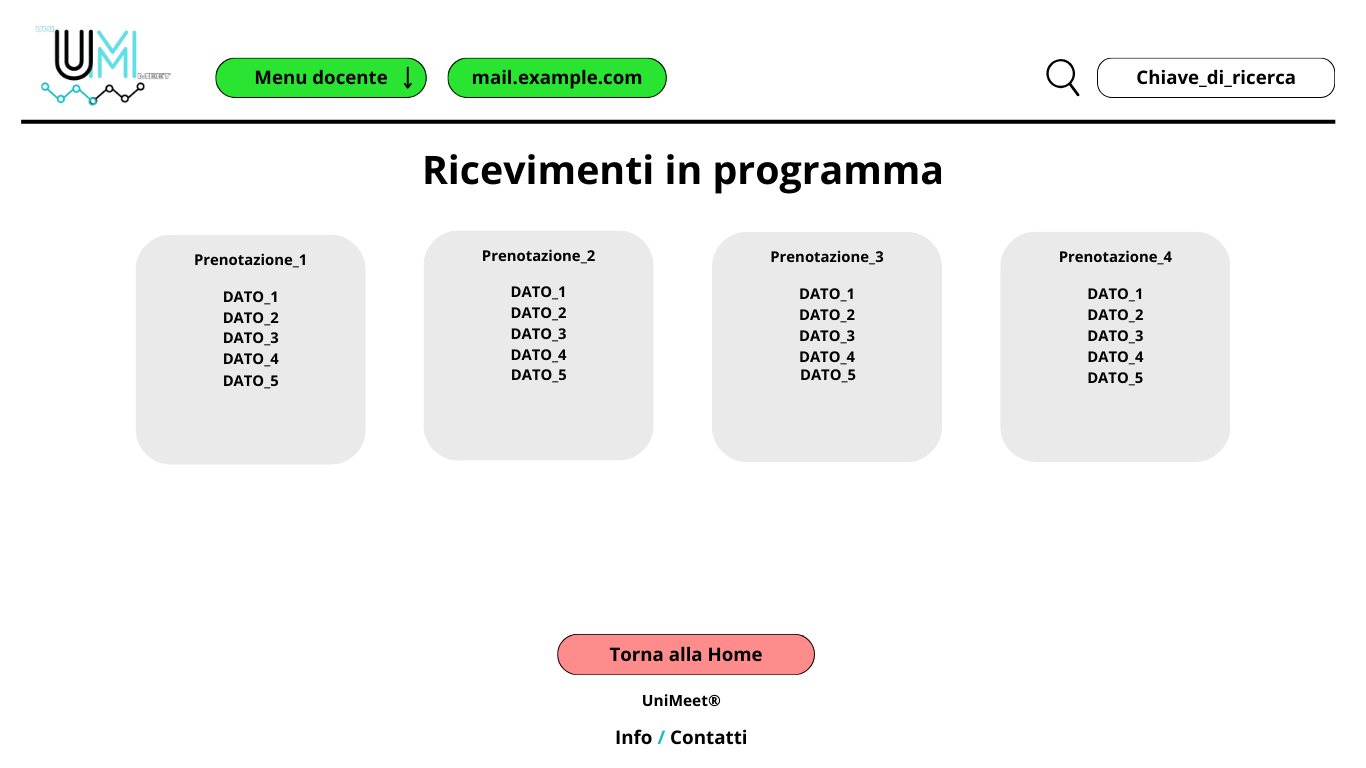 UNI
UM
MEET
Menu docente ↓
mail.example.com
Chiave_di_ricerca
Ricevimenti in programma
Prenotazione_1
DATO_1
DATO_2
DATO_3
DATO_4
DATO_5
Prenotazione_2
DATO_1
DATO_2
DATO_3
DATO_4
DATO_5
Prenotazione_3
DATO_1
DATO_2
DATO_3
DATO_4
DATO_5
Prenotazione_4
DATO_1
DATO_2
DATO_3
DATO_4
DATO_5
Torna alla Home
UniMeet®
Info / Contatti